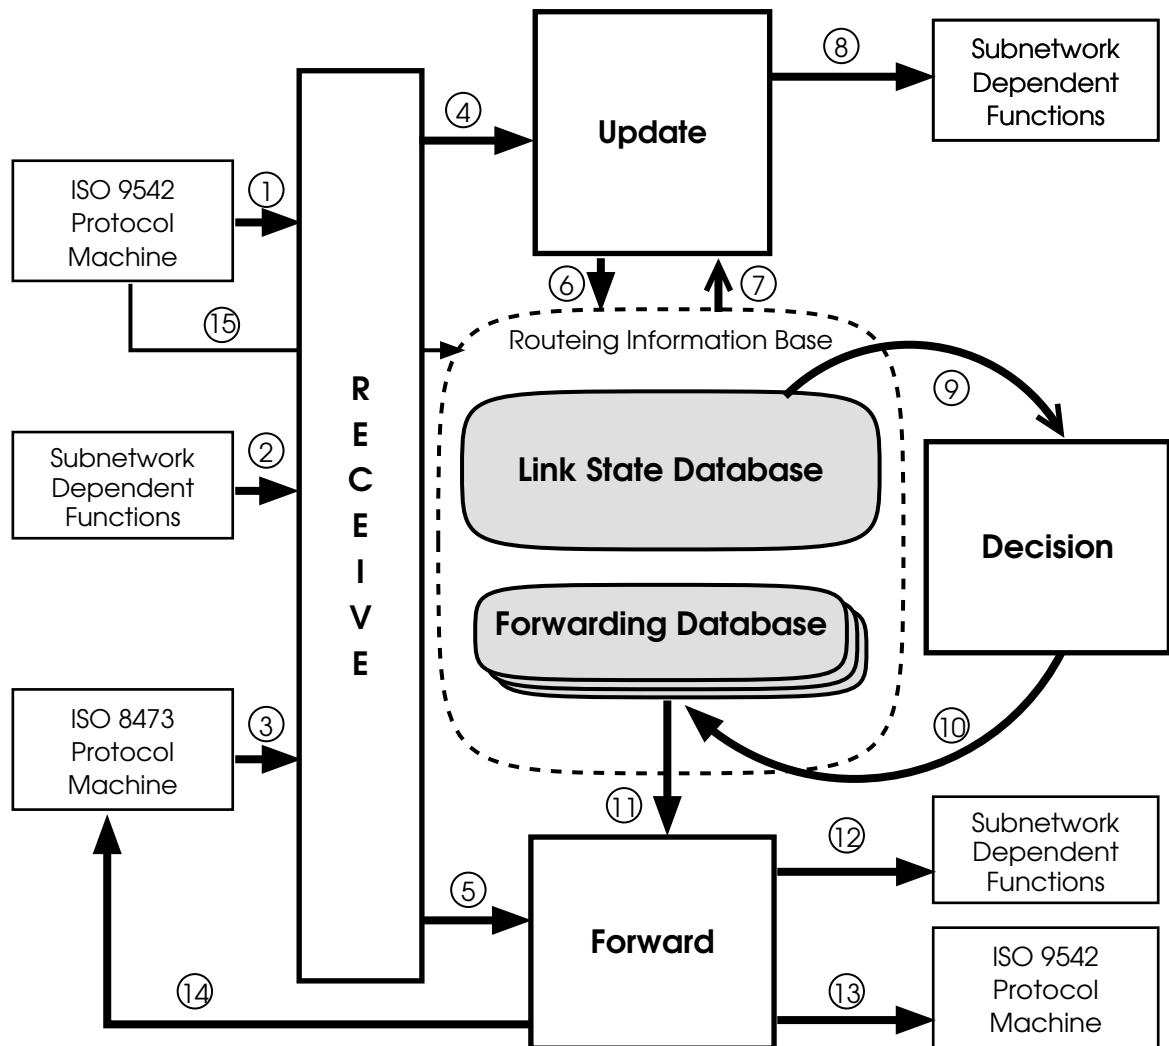 8
Subnetwork
Dependent
Functions
4
Update
ISO 9542
Protocol
Machine
1
6
7
15
Routeing Information Base
R
E
C
E
I
V
E
9
Subnetwork
Dependent
Functions
2
Link State Database
Decision
Forwarding Database
ISO 8473
Protocol
Machine
3
10
11
12
Subnetwork
Dependent
Functions
5
Forward
14
13
ISO 9542
Protocol
Machine